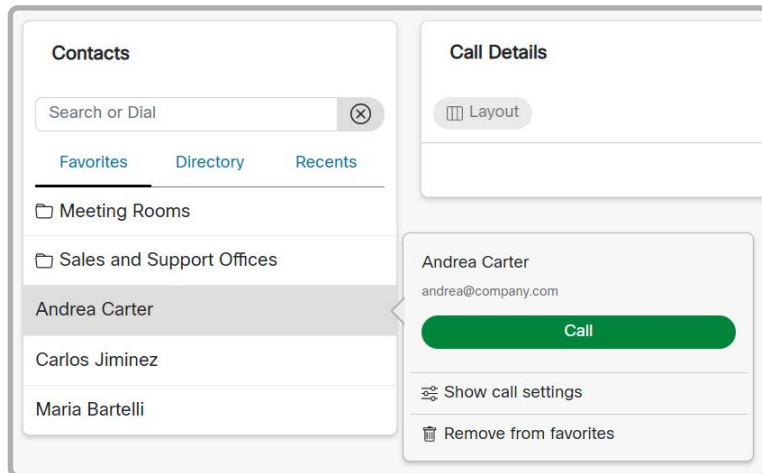 Contacts
Search or Dial
Favorites Directory Recents
Meeting Rooms
Sales and Support Offices
Andrea Carter
Carlos Jiminez
Maria Bartelli
Call Details
Layout
Andrea Carter
andrea@company.com
Call
Show call settings
Remove from favorites